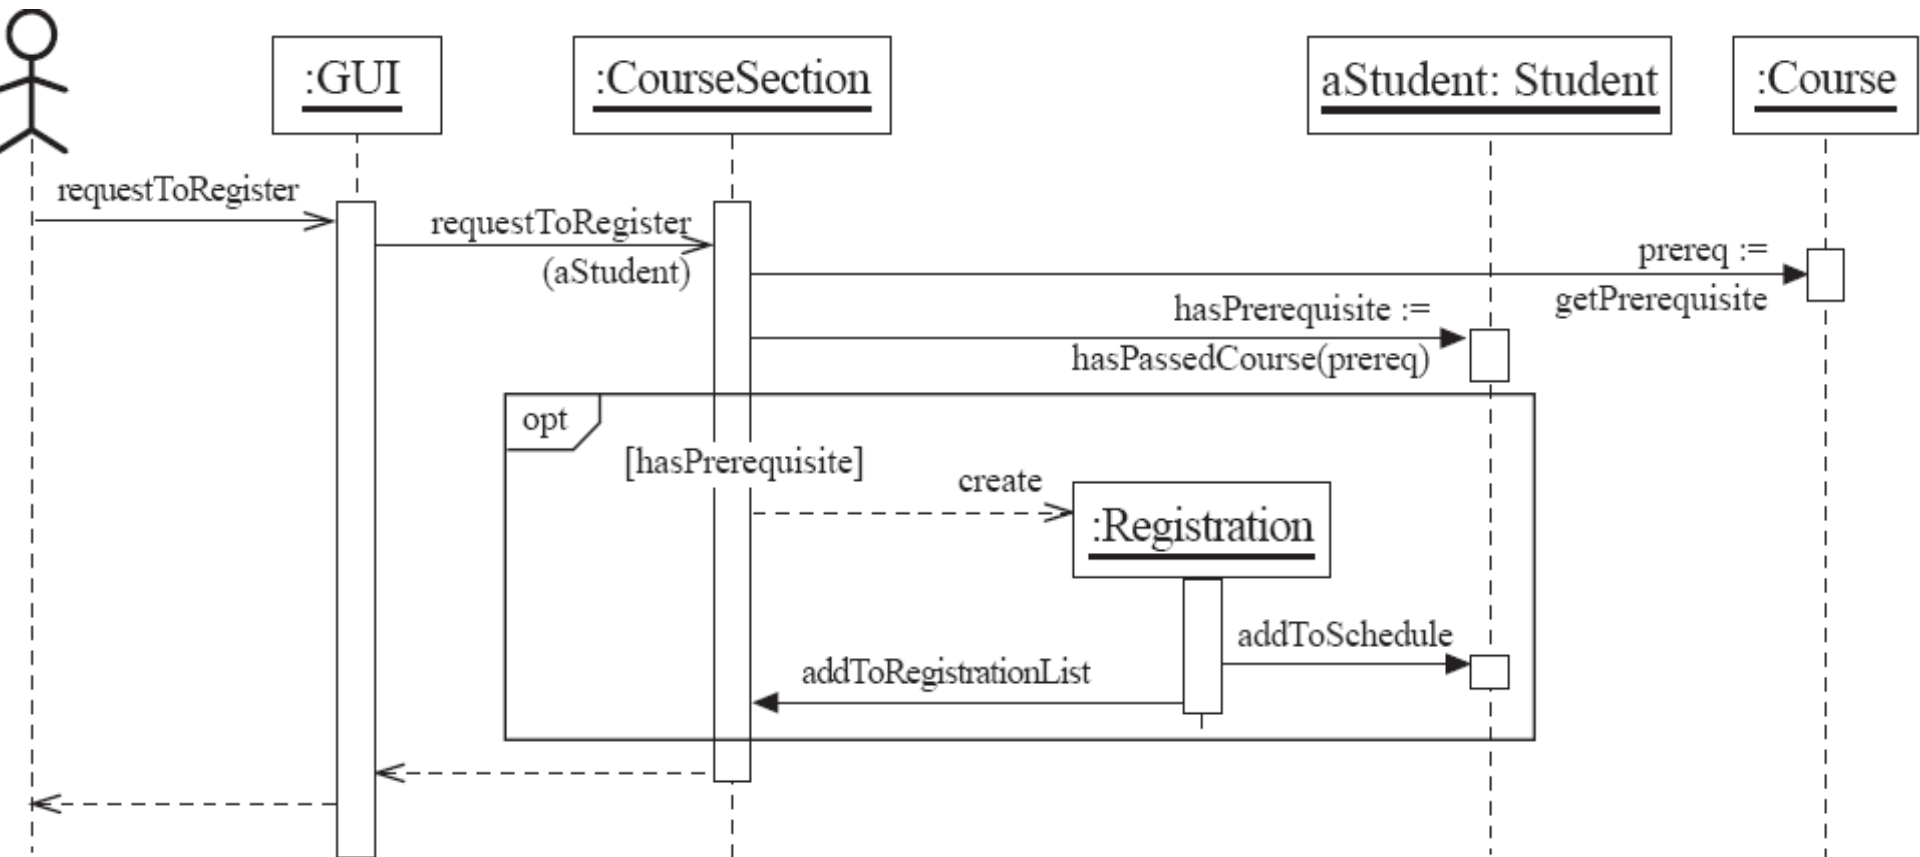 :GUI
:CourseSection
aStudent: Student
:Course
requestToRegister
requestToRegister
(aStudent)
prereq :=
getPrerequisite
hasPrerequisite :=
hasPassedCourse(prereq)
opt
[hasPrerequisite]
create
:Registration
addToSchedule
addToRegistrationList